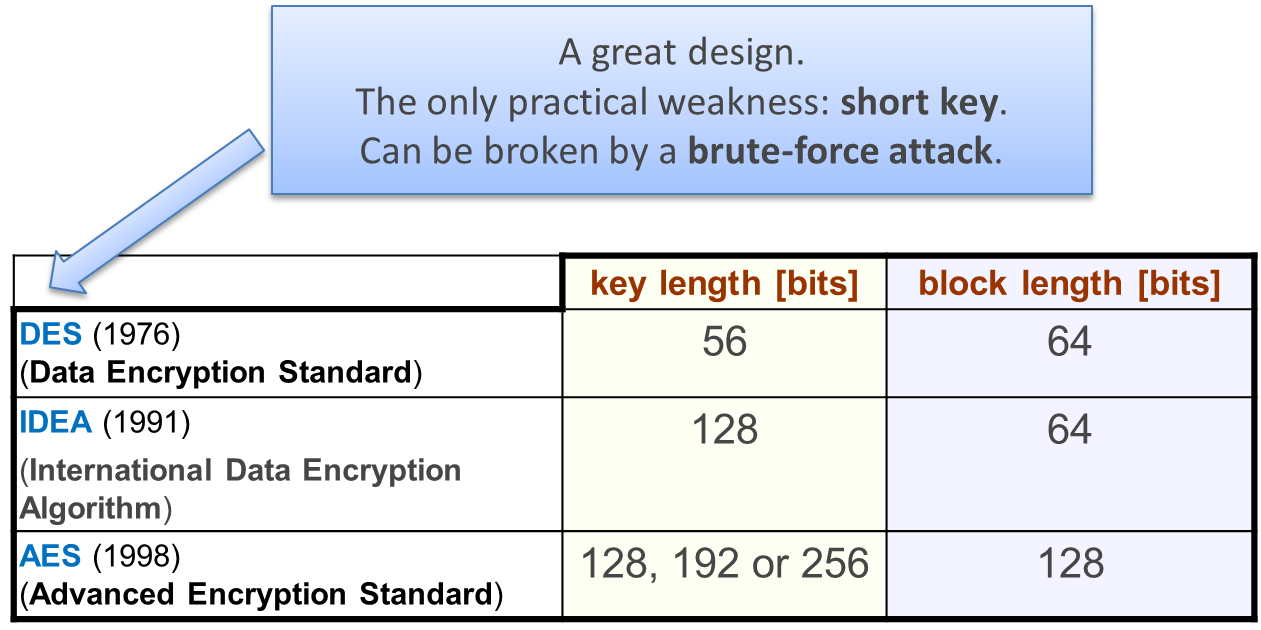 A great design.
The only practical weakness: short key.
Can be broken by a brute-force attack.
key length [bits] block length [bits]
DES (1976) 56 64
(Data Encryption Standard)
IDEA (1991) 128 64
(International Data Encryption
Algorithm)
AES (1998) 128, 192 or 256 128
(Advanced Encryption Standard)